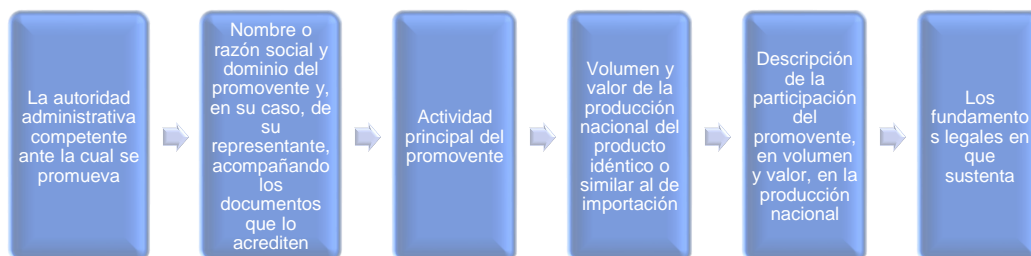 La autoridad
administrativa
competente
ante la cual se
promueva
Nombre o
razón social y
dominio del
promovente y,
en su caso, de
su
representante,
acompañando
los
documentos
que lo
acrediten
Actividad
principal del
promovente
Volumen y
valor de la
producción
nacional del
producto
idéntico o
similar al de
importación
Descripción
de la
participación
del
promovente,
en volumen
y valor, en la
producción
nacional
Los
fundamento
s legales en
que
sustenta